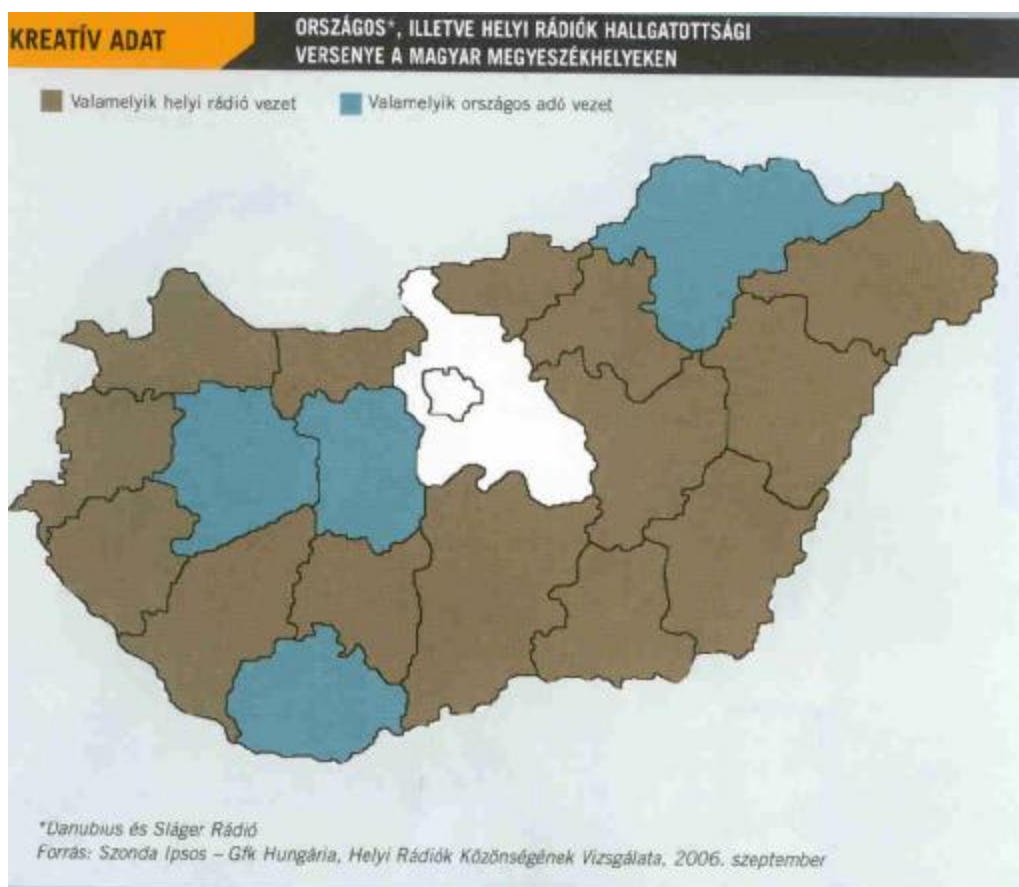 KREATÍV ADAT
ORSZÁGOS*, ILLETVE HELYI RÁDIÓK HALLGATOTTSÁGI
VERSENYE A MAGYAR MEGYESZÉKHELYEKEN
Valamelyik helyi rádió vezet
Valamelyik országos adó vezet
*Danubius és Sláger Rádió
Forrás: Szonda Ipsos – Gfk Hungária, Helyi Rádiók Közönségének Vizsgálata, 2006. szeptember